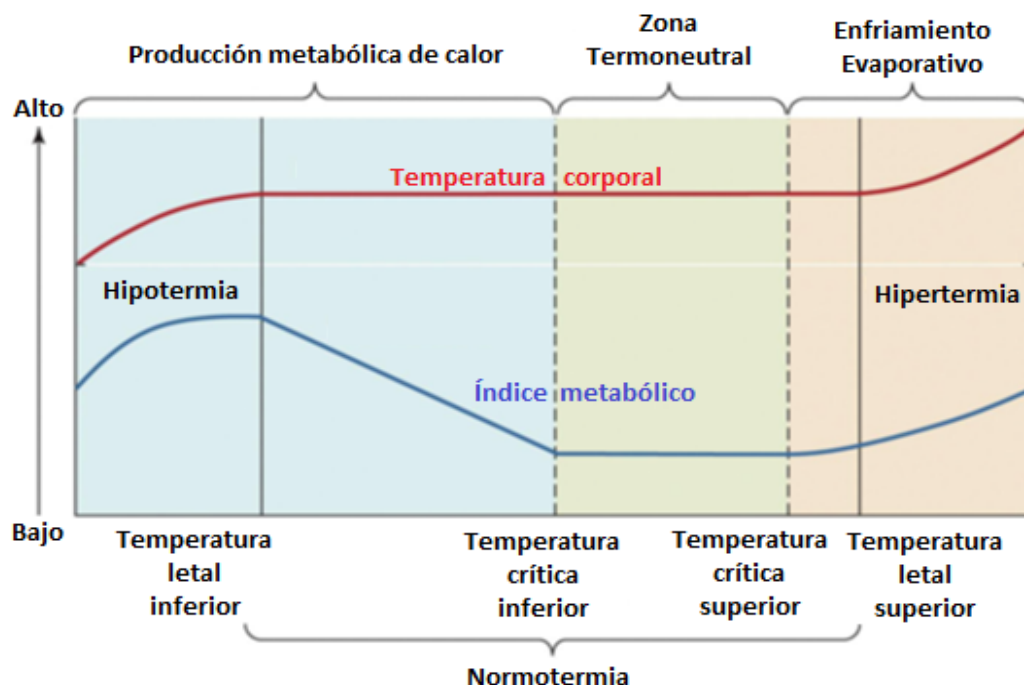 Producción metabólica de calor
Zona
Termoneutral
Enfriamiento
Evaporativo
Alto
Temperatura corporal
Hipotermia
Hipertermia
Índice metabólico
Bajo
Temperatura
letal
inferior
Temperatura
crítica
inferior
Temperatura
crítica
superior
Temperatura
letal
superior
Normotermia